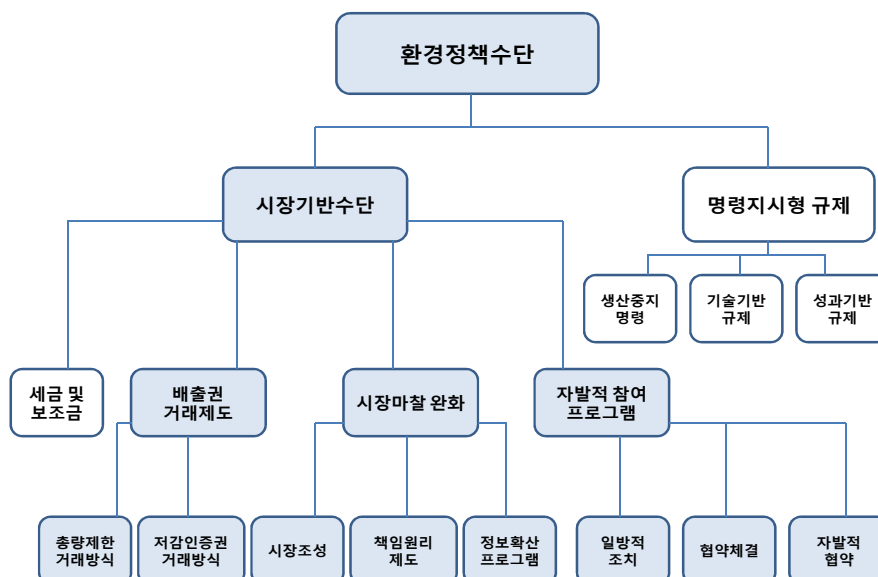 환경정책수단
시장기반수단
명령지시형 규제
생산중지
명령
기술기반
규제
성과기반
규제
세금 및
보조금
배출권
거래제도
시장마찰 완화
자발적 참여
프로그램
총량제한
거래방식
저감인증권
거래방식
시장조성
책임원리
제도
정보확산
프로그램
일방적
조치
협약체결
자발적
협약